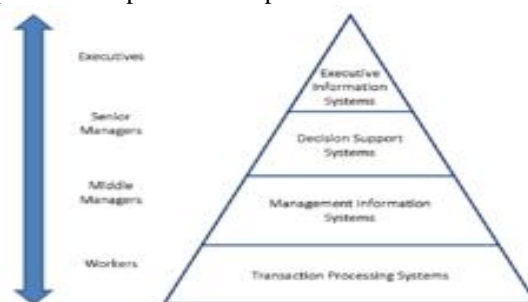 Executives
Executive
Information
Systems
Senior
Managers
Decision Support
Systems
Middle
Managers
Management Information
Systems
Workers
Transaction Processing Systems